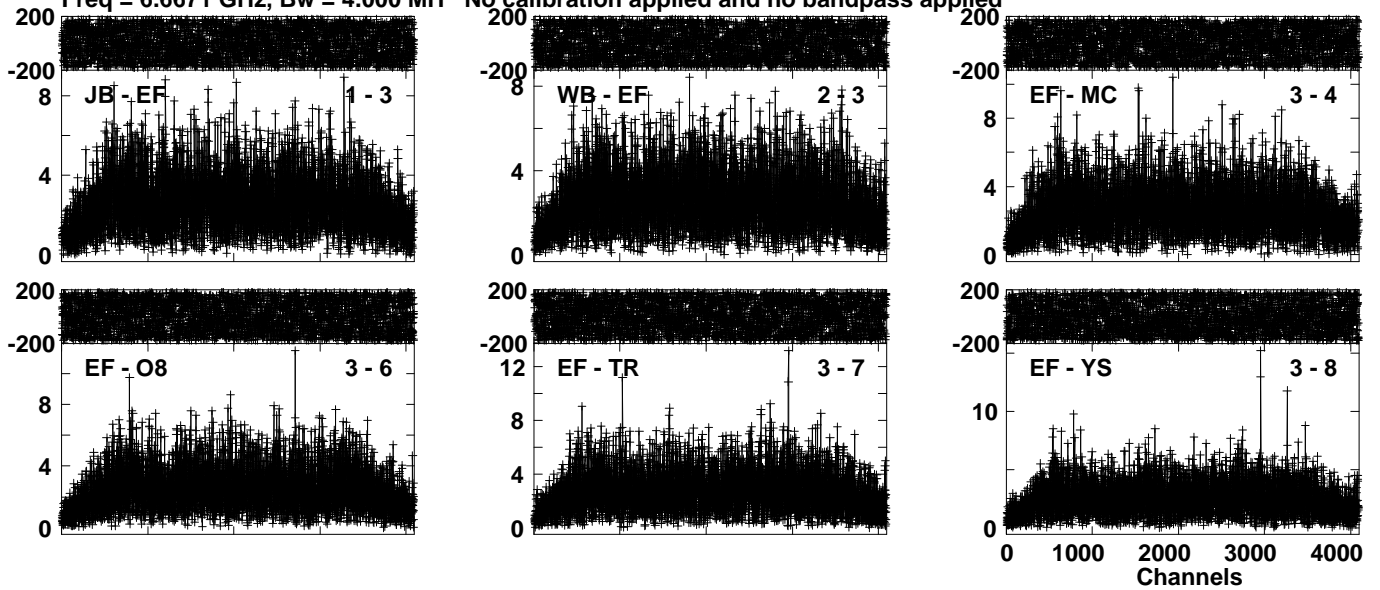 Freq = 6.6671 GHz, Bw = 4.000 MH No calibration applied and no bandpass applied
200 200 200
-200 -200 -200
JB - EF 1 - 3 WB - EF 2 - 3 EF - MC 3 - 4
8 8 8
4 4 4
0 0 0
200 200 200
-200 -200 -200
EF - O8 3 - 6 EF - TR 3 - 7 EF - YS 3 - 8
12
8 8 10
4 4
0 0 0
0 1000 2000 3000 4000
Channels